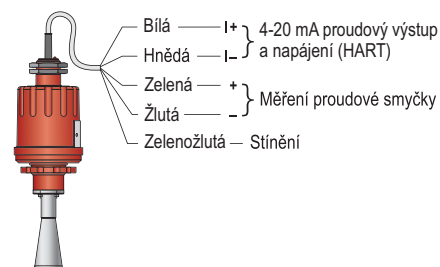 Bílá — I+
Hnědá — I–
4-20 mA proudový výstup
a napájení (HART)
Zelená — +
Žlutá — –
Měření proudové smyčky
Zelenožlutá — Stínění